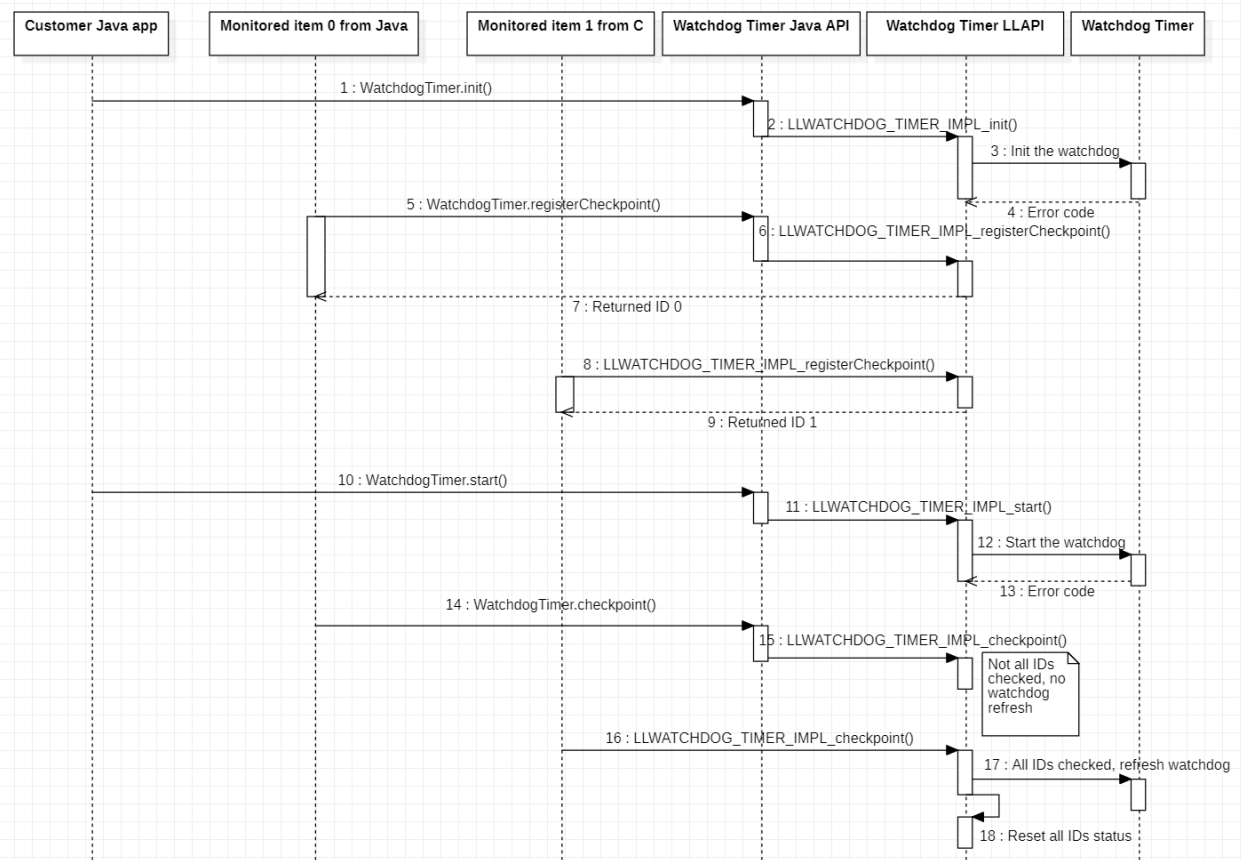 Customer Java app
Monitored item 0 from Java
Monitored item 1 from C
Watchdog Timer Java API
Watchdog Timer LLAPI
Watchdog Timer
1 : WatchdogTimer.init()
2 : LLWATCHDOG_TIMER_IMPL_init()
3 : Init the watchdog
4 : Error code
5 : WatchdogTimer.registerCheckpoint()
6 : LLWATCHDOG_TIMER_IMPL_registerCheckpoint()
7 : Returned ID 0
8 : LLWATCHDOG_TIMER_IMPL_registerCheckpoint()
9 : Returned ID 1
10 : WatchdogTimer.start()
11 : LLWATCHDOG_TIMER_IMPL_start()
12 : Start the watchdog
13 : Error code
14 : WatchdogTimer.checkpoint()
15 : LLWATCHDOG_TIMER_IMPL_checkpoint()
Not all IDs
checked, no
watchdog
refresh
16 : LLWATCHDOG_TIMER_IMPL_checkpoint()
17 : All IDs checked, refresh watchdog
18 : Reset all IDs status